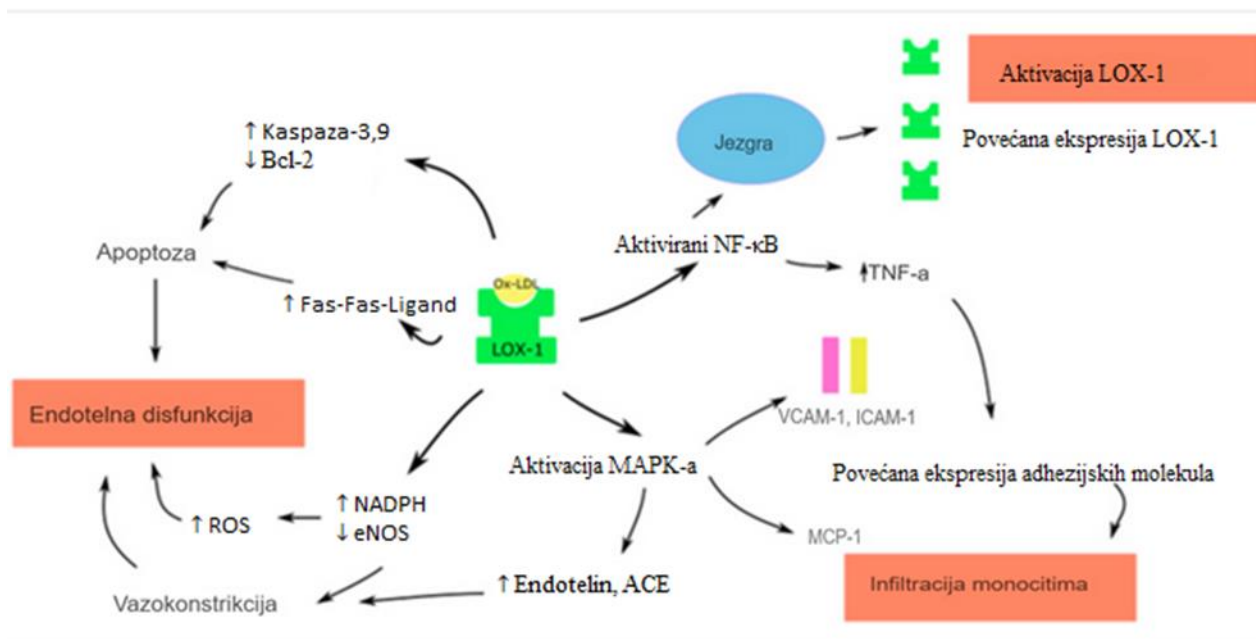 Aktivacija LOX-1
↑ Kaspaza-3,9
↓ Bcl-2
Jezgra
Povećana ekspresija LOX-1
Apoptoza
Aktivirani NF-κB
↑TNF-a
Ox-LDL
↑ Fas-Fas-Ligand
LOX-1
Endotelna disfunkcija
VCAM-1, ICAM-1
Aktivacija MAPK-a
Povećana ekspresija adhezijskih molekula
↑ NADPH
↓ eNOS
↑ ROS
MCP-1
↑ Endotelin, ACE
Infiltracija monocitima
Vazokonstrikcija